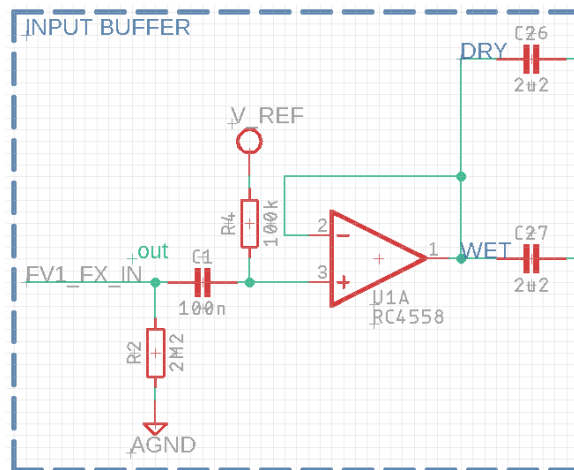 INPUT BUFFER
DRY
C26
2u2
V_REF
R4
100k
2
1
3
out
FV1_FX_IN
C1
100n
U1A
RC4558
WET
C27
2u2
R2
2M2
AGND